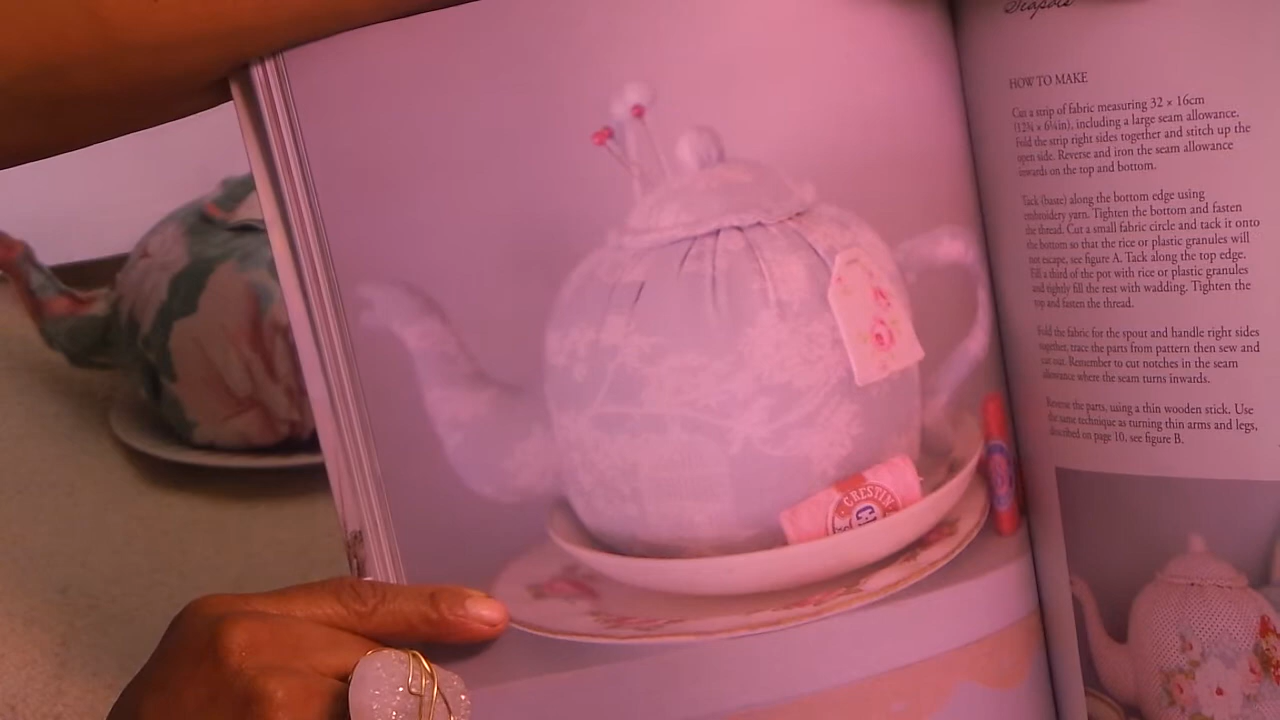 Teapots
HOW TO MAKE
Cut a strip of fabric measuring 32 × 16cm
(12¾ × 6¼in), including a large seam allowance.
Fold the strip right sides together and stitch up the
open side. Reverse and iron the seam allowance
inwards on the top and bottom.
Tack (baste) along the bottom edge using
embroidery yarn. Tighten the bottom and fasten
the thread. Cut a small fabric circle and tack it onto
the bottom so that the rice or plastic granules will
not escape, see figure A. Tack along the top edge.
Fill a third of the pot with rice or plastic granules
and tightly fill the rest with wadding. Tighten the
top and fasten the thread.
Fold the fabric for the spout and handle right sides
together, trace the parts from pattern then sew and
cut out. Remember to cut notches in the seam
allowance where the seam turns inwards.
Reverse the parts, using a thin wooden stick. Use
the same technique as turning thin arms and legs,
described on page 10, see figure B.
CRESTIN